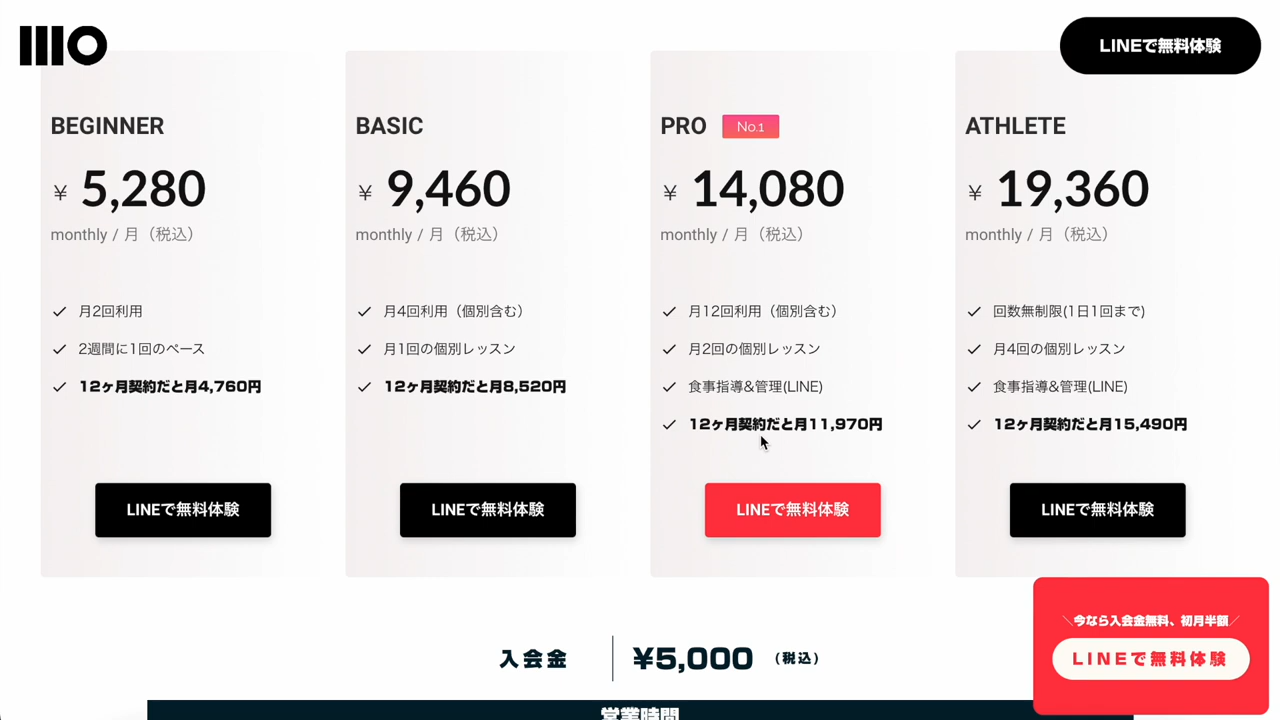 LINEで無料体験
BEGINNER
¥ 5,280
monthly / 月（税込）
月2回利用
2週間に1回のペース
12ヶ月契約だと月4,760円
LINEで無料体験
BASIC
¥ 9,460
monthly / 月（税込）
月4回利用（個別含む）
月1回の個別レッスン
12ヶ月契約だと月8,520円
LINEで無料体験
PRO No.1
¥ 14,080
monthly / 月（税込）
月12回利用（個別含む）
月2回の個別レッスン
食事指導&管理(LINE)
12ヶ月契約だと月11,970円
LINEで無料体験
ATHLETE
¥ 19,360
monthly / 月（税込）
回数無制限(1日1回まで)
月4回の個別レッスン
食事指導&管理(LINE)
12ヶ月契約だと月15,490円
LINEで無料体験
入会金 ¥5,000 （税込）
＼今なら入会金無料、初月半額／
LINEで無料体験
営業時間